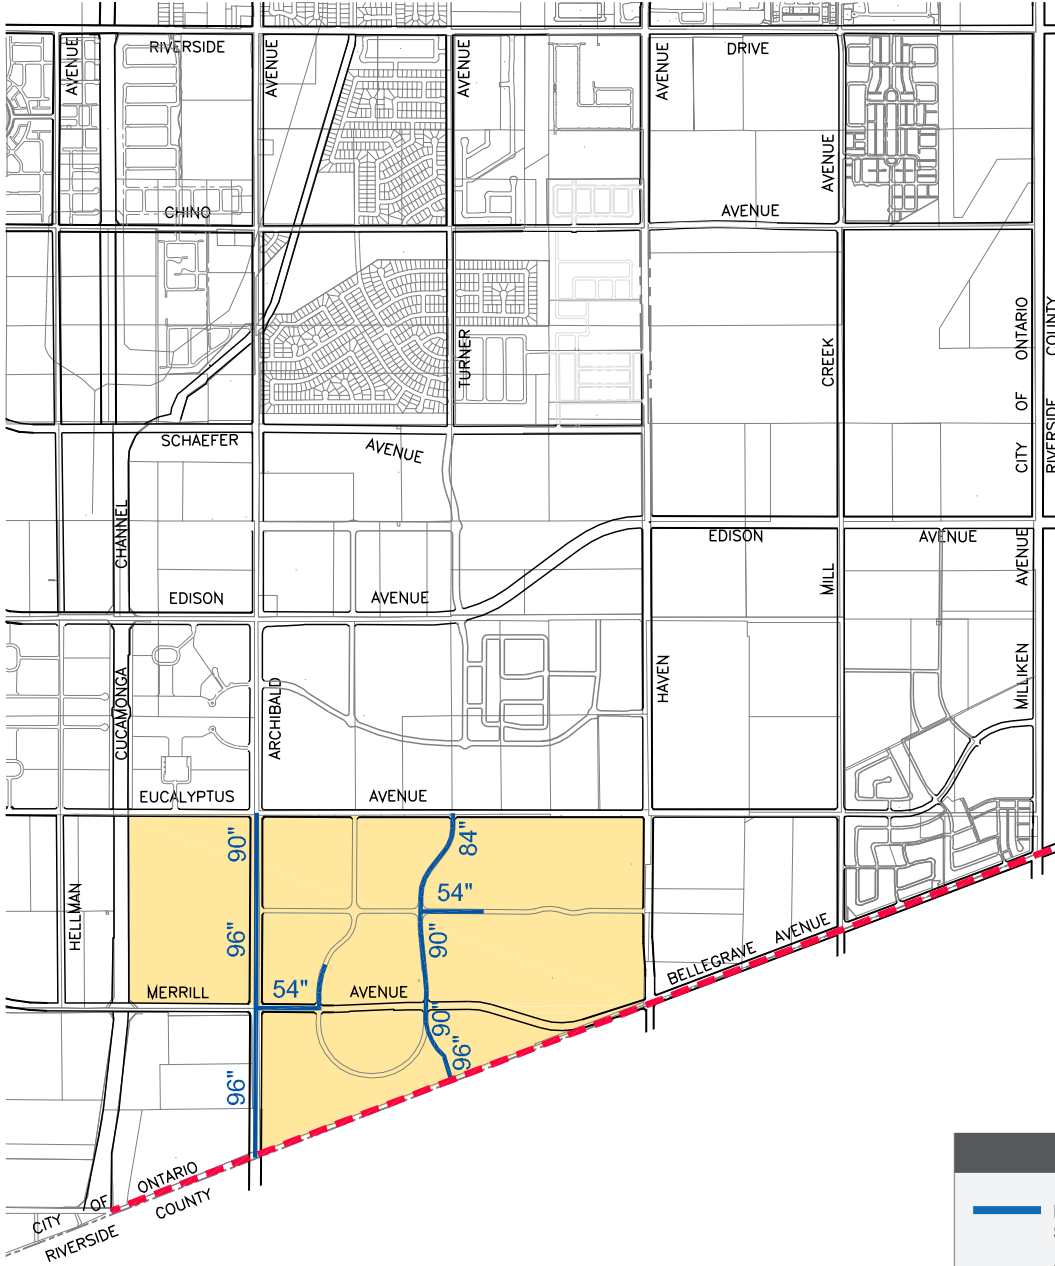 RIVERSIDE
DRIVE
AVENUE
AVENUE
AVENUE
AVENUE
AVENUE
CHINO
AVENUE
TURNER
CREEK
CITY OF ONTARIO
RIVERSIDE COUNTY
SCHAEFER
AVENUE
CHANNEL
EDISON
AVENUE
EDISON
AVENUE
MILL
AVENUE
CUCAMONGA
ARCHIBALD
HAVEN
MILLIKEN
EUCALYPTUS
AVENUE
90"
84"
54"
HELLMAN
96"
90"
BELLEGRAVE AVENUE
MERRILL
54"
AVENUE
90"
96"
96"
CITY OF ONTARIO
RIVERSIDE COUNTY